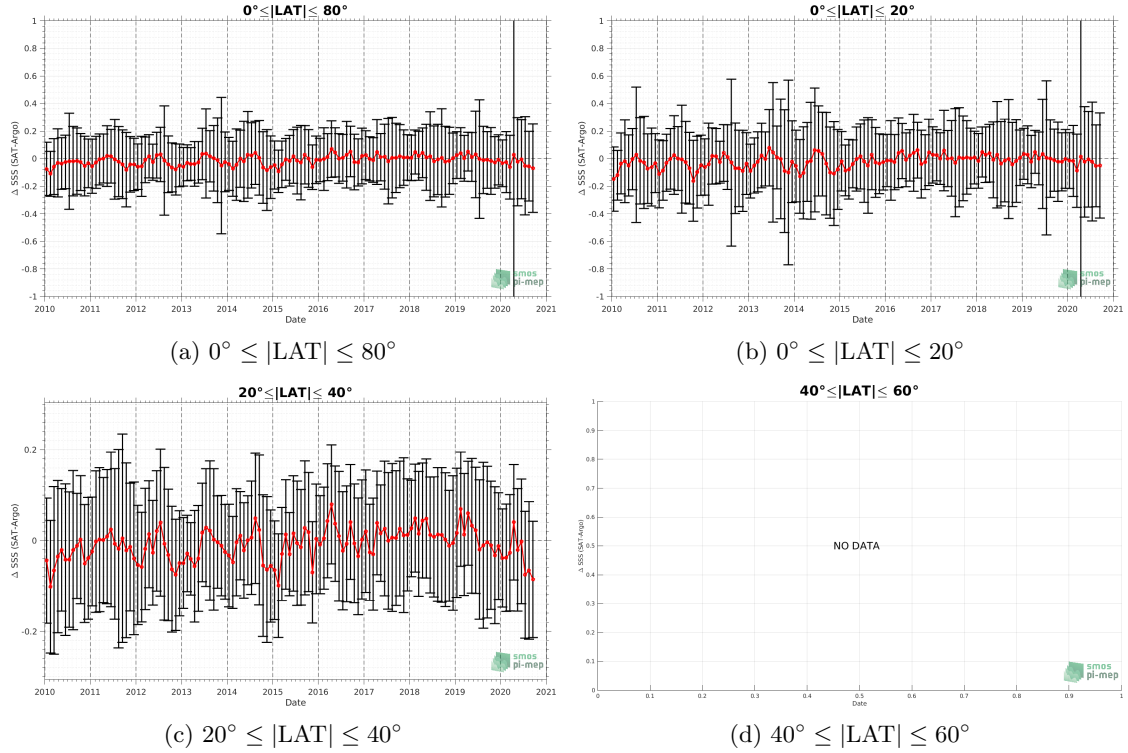 0°≤|LAT|≤ 80°
1
0.8
0.6
0.4
0.2
0
-0.2
-0.4
-0.6
-0.8
-1
Δ SSS (SAT-Argo)
2010 2011 2012 2013 2014 2015 2016 2017 2018 2019 2020 2021
Date
smos
pi-mep
(a) 0° ≤ |LAT| ≤ 80°
0°≤|LAT|≤ 20°
1
0.8
0.6
0.4
0.2
0
-0.2
-0.4
-0.6
-0.8
-1
Δ SSS (SAT-Argo)
2010 2011 2012 2013 2014 2015 2016 2017 2018 2019 2020 2021
Date
smos
pi-mep
(b) 0° ≤ |LAT| ≤ 20°
20°≤|LAT|≤ 40°
0.2
0
-0.2
Δ SSS (SAT-Argo)
2010 2011 2012 2013 2014 2015 2016 2017 2018 2019 2020 2021
Date
smos
pi-mep
(c) 20° ≤ |LAT| ≤ 40°
40°≤|LAT|≤ 60°
1
0.9
0.8
0.7
0.6
0.5
0.4
0.3
0.2
0.1
0
Δ SSS (SAT-Argo)
NO DATA
0 0.1 0.2 0.3 0.4 0.5 0.6 0.7 0.8 0.9 1
Date
smos
pi-mep
(d) 40° ≤ |LAT| ≤ 60°